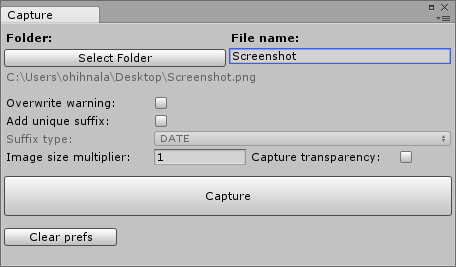 Capture
Folder: File name:
Select Folder Screenshot
C:\Users\ohihnala\Desktop\Screenshot.png
Overwrite warning:
Add unique suffix:
Suffix type: DATE
Image size multiplier: 1 Capture transparency:
Capture
Clear prefs